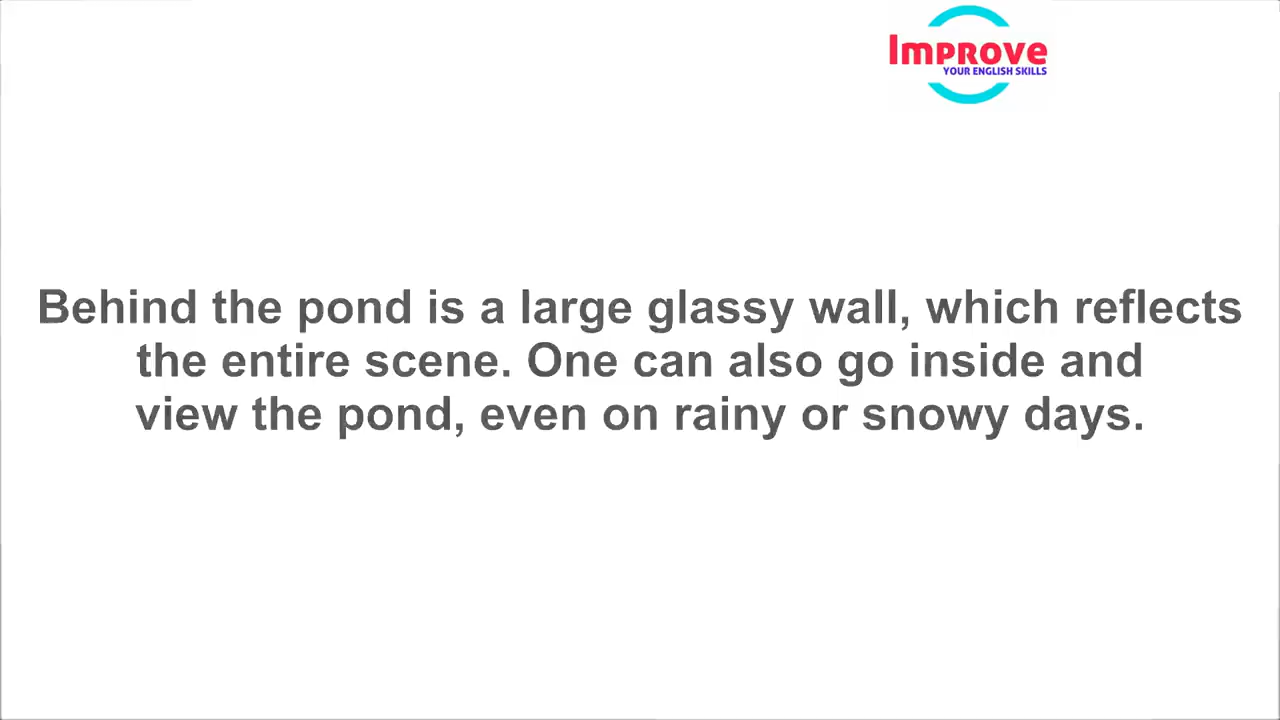 Improve
YOUR ENGLISH SKILLS
Behind the pond is a large glassy wall, which reflects
the entire scene. One can also go inside and
view the pond, even on rainy or snowy days.